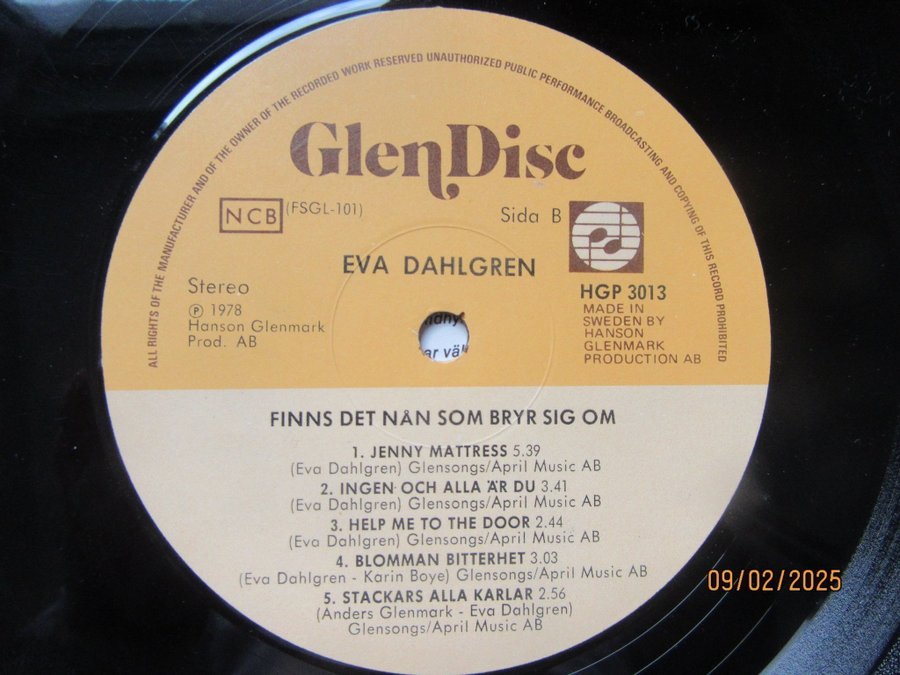 ALL RIGHTS OF THE MANUFACTURER AND OF THE OWNER OF THE RECORDED WORK RESERVED UNAUTHORIZED PUBLIC PERFORMANCE BROADCASTING AND COPYING OF THIS RECORD PROHIBITED
GlenDisc
NCB (FSGL-101)
Sida B
EVA DAHLGREN
Stereo
℗ 1978
Hanson Glenmark
Prod. AB
HGP 3013
MADE IN
SWEDEN BY
HANSON
GLENMARK
PRODUCTION AB
ar vä
FINNS DET NÅN SOM BRYR SIG OM
1. JENNY MATTRESS 5.39
(Eva Dahlgren) Glensongs/April Music AB
2. INGEN OCH ALLA ÄR DU 3.41
(Eva Dahlgren) Glensongs/April Music AB
3. HELP ME TO THE DOOR 2.44
(Eva Dahlgren) Glensongs/April Music AB
4. BLOMMAN BITTERHET 3.03
(Eva Dahlgren - Karin Boye) Glensongs/April Music AB
5. STACKARS ALLA KARLAR 2.56
(Anders Glenmark - Eva Dahlgren)
Glensongs/April Music AB
09/02/2025